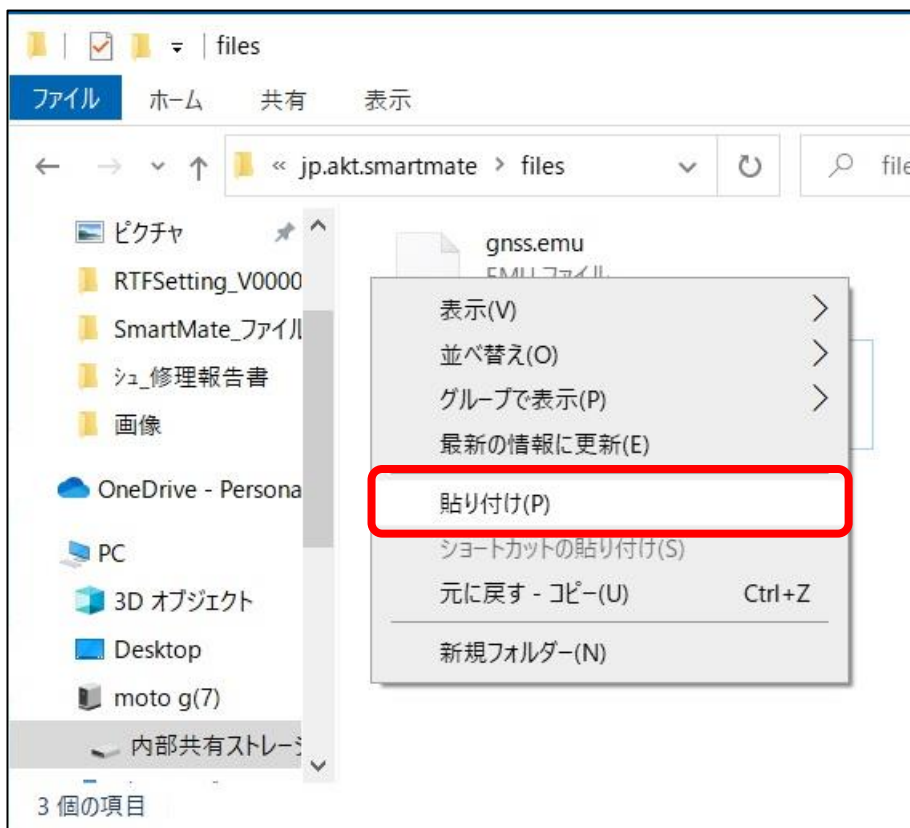 files
ファイル ホーム 共有 表示
« jp.akt.smartmate > files
file
ピクチャ
RTFSetting_V0000
SmartMate_ファイル
シュ_修理報告書
画像
OneDrive - Persona
PC
3D オブジェクト
Desktop
moto g(7)
内部共有ストレージ
3 個の項目
gnss.emu
EMU ファイル
表示(V)
並べ替え(O)
グループで表示(P)
最新の情報に更新(E)
貼り付け(P)
ショートカットの貼り付け(S)
元に戻す - コピー(U) Ctrl+Z
新規フォルダー(N)